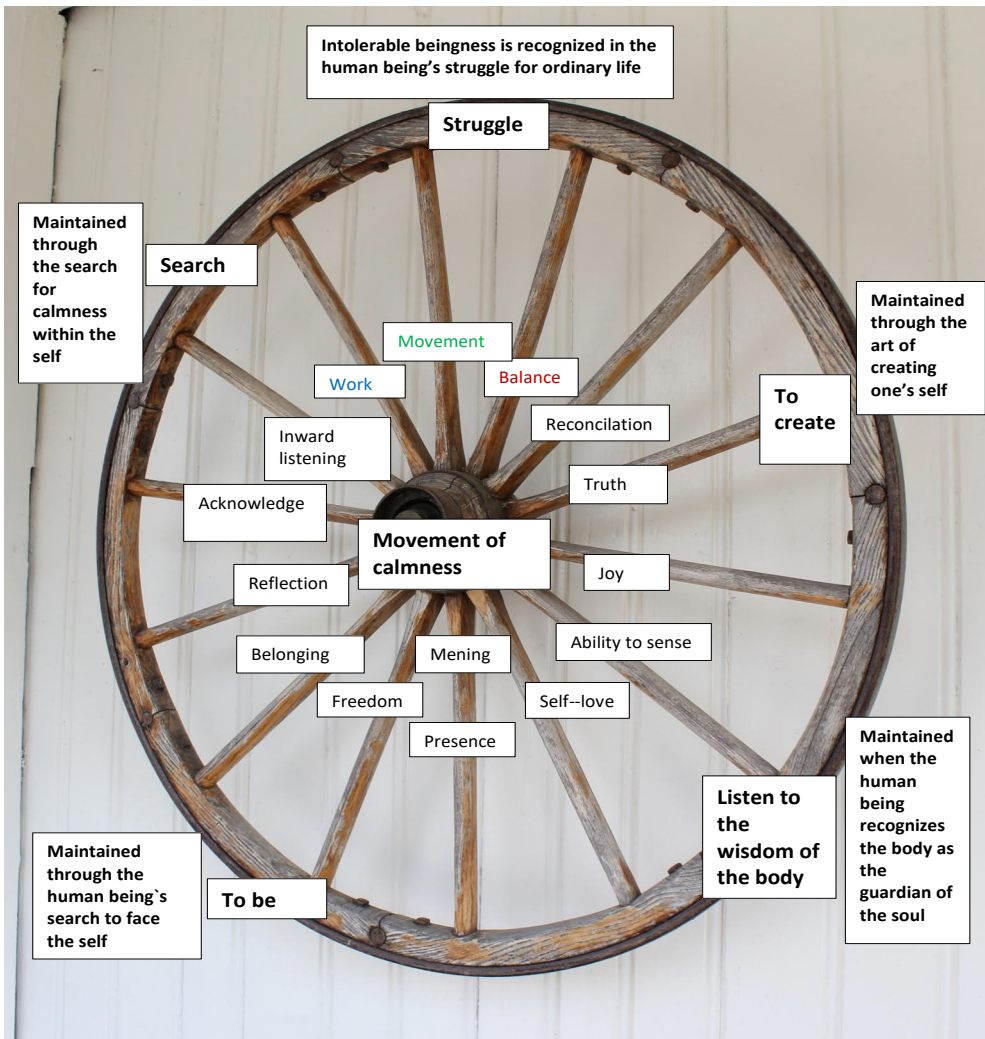 Intolerable beingness is recognized in the
human being’s struggle for ordinary life
Struggle
Maintained
through
the search
for
calmness
within the
self
Search
Maintained
through the
art of
creating
one’s self
To
create
Movement
Work
Balance
Inward
listening
Reconcilation
Acknowledge
Truth
Movement of
calmness
Reflection
Joy
Belonging
Mening
Ability to sense
Freedom
Self--love
Presence
Listen to
the
wisdom of
the body
Maintained
when the
human
being
recognizes
the body as
the
guardian of
the soul
Maintained
through the
human being`s
search to face
the self
To be